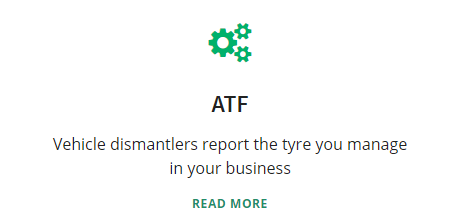 ATF
Vehicle dismantlers report the tyre you manage
in your business
READ MORE